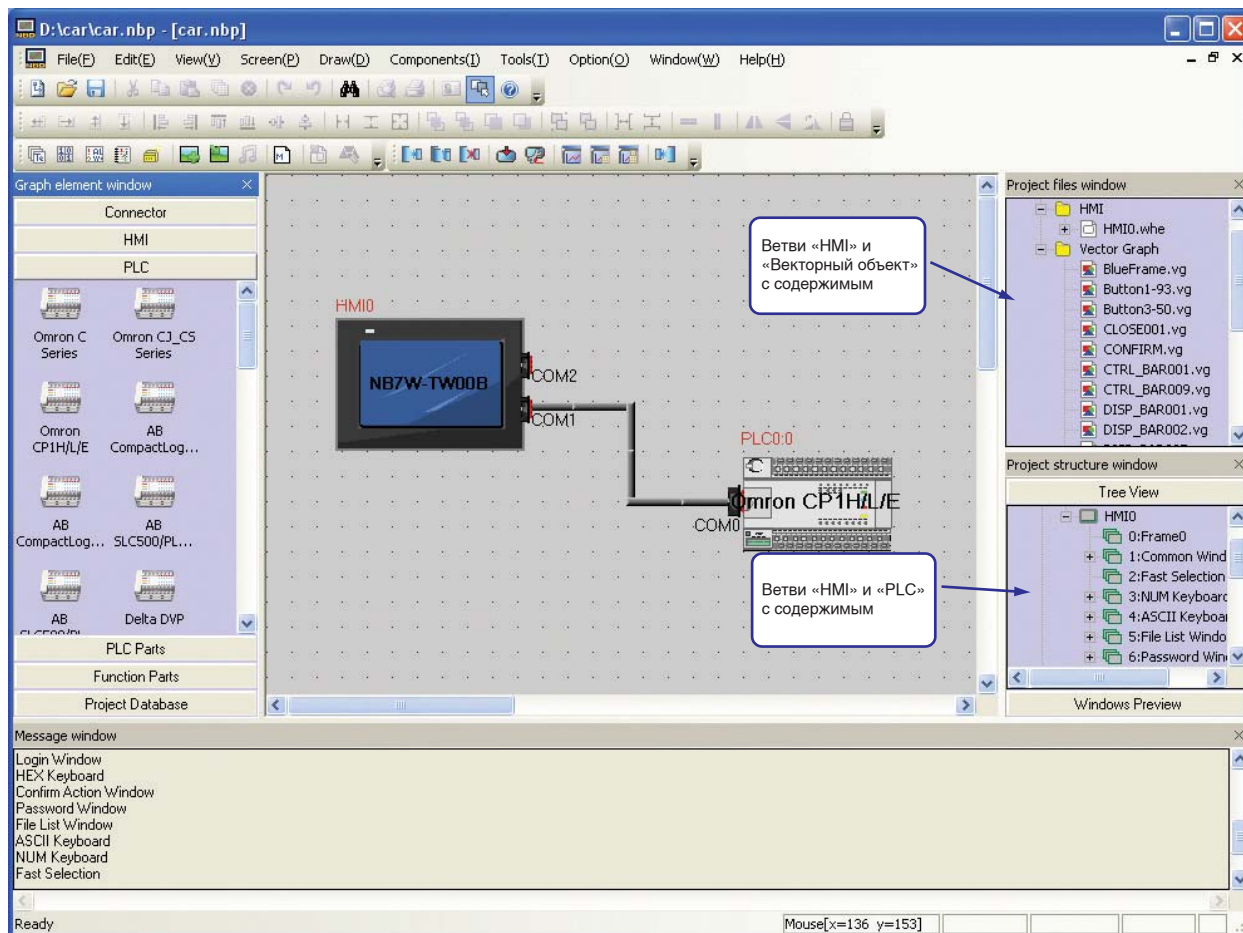 D:\car\car.nbp - [car.nbp]
File(F) Edit(E) View(V) Screen(P) Draw(D) Components(I) Tools(T) Option(O) Window(W) Help(H)
Graph element window
Connector
HMI
PLC
Omron C Series
Omron CJ_CS Series
Omron CP1H/L/E
AB CompactLog...
AB CompactLog...
AB SLC500/PL...
AB
Delta DVP
PLC Parts
Function Parts
Project Database
HMI0
NB7W-TW00B
COM2
COM1
PLC0:0
Omron CP1H/L/E
COM0
Ветви «HMI» и
«Векторный объект»
с содержимым
Ветви «HMI» и «PLC»
с содержимым
Project files window
HMI
HMI0.whe
Vector Graph
BlueFrame.vg
Button1-93.vg
Button3-50.vg
CLOSE001.vg
CONFIRM.vg
CTRL_BAR001.vg
CTRL_BAR009.vg
DISP_BAR001.vg
DISP_BAR002.vg
Project structure window
Tree View
HMI0
0:Frame0
1:Common Wind
2:Fast Selection
3:NUM Keyboard
4:ASCII Keyboar
5:File List Windo
6:Password Win
Windows Preview
Message window
Login Window
HEX Keyboard
Confirm Action Window
Password Window
File List Window
ASCII Keyboard
NUM Keyboard
Fast Selection
Ready
Mouse[x=136 y=153]